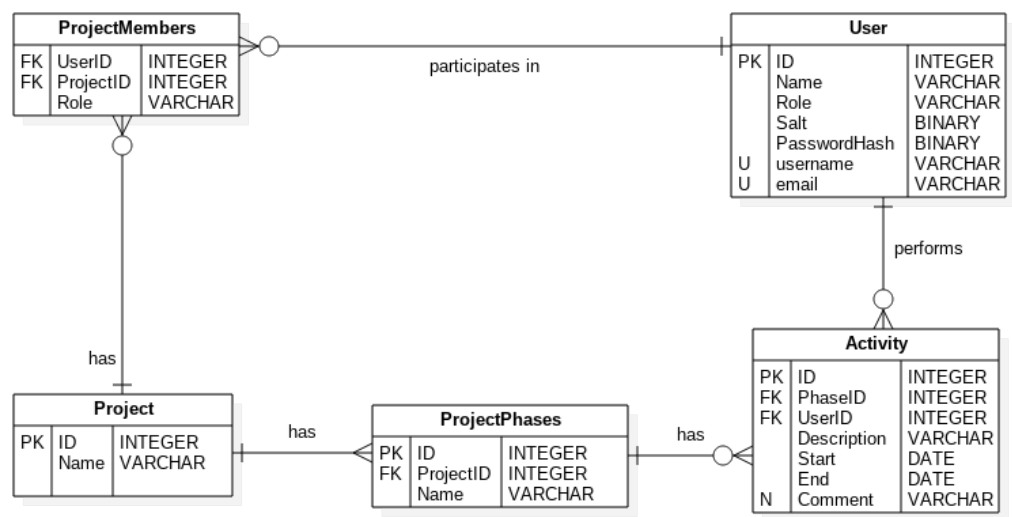 ProjectMembers
FK UserID INTEGER
FK ProjectID INTEGER
Role VARCHAR
participates in
User
PK ID INTEGER
Name VARCHAR
Role VARCHAR
Salt BINARY
PasswordHash BINARY
U username VARCHAR
U email VARCHAR
performs
has
Project
PK ID INTEGER
Name VARCHAR
has
ProjectPhases
PK ID INTEGER
FK ProjectID INTEGER
Name VARCHAR
has
Activity
PK ID INTEGER
FK PhaseID INTEGER
FK UserID INTEGER
Description VARCHAR
Start DATE
End DATE
N Comment VARCHAR